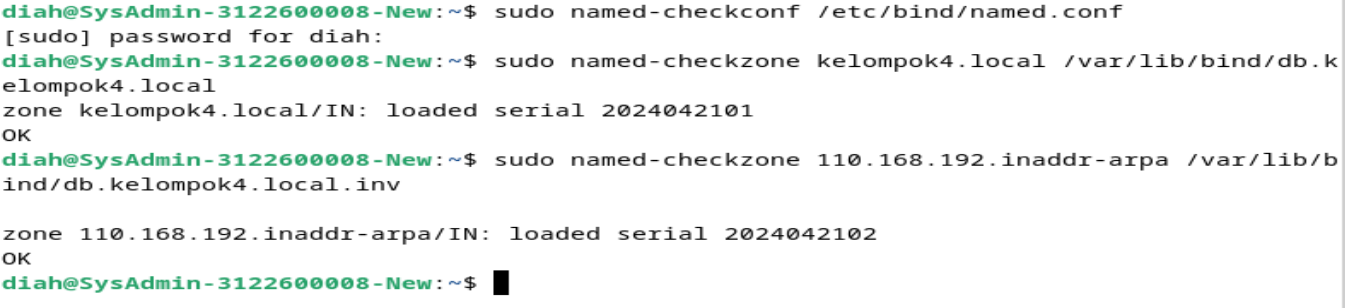 diah@SysAdmin-3122600008-New:~$ sudo named-checkconf /etc/bind/named.conf
[sudo] password for diah:
diah@SysAdmin-3122600008-New:~$ sudo named-checkzone kelompok4.local /var/lib/bind/db.k
elompok4.local
zone kelompok4.local/IN: loaded serial 2024042101
OK
diah@SysAdmin-3122600008-New:~$ sudo named-checkzone 110.168.192.inaddr-arpa /var/lib/b
ind/db.kelompok4.local.inv
zone 110.168.192.inaddr-arpa/IN: loaded serial 2024042102
OK
diah@SysAdmin-3122600008-New:~$